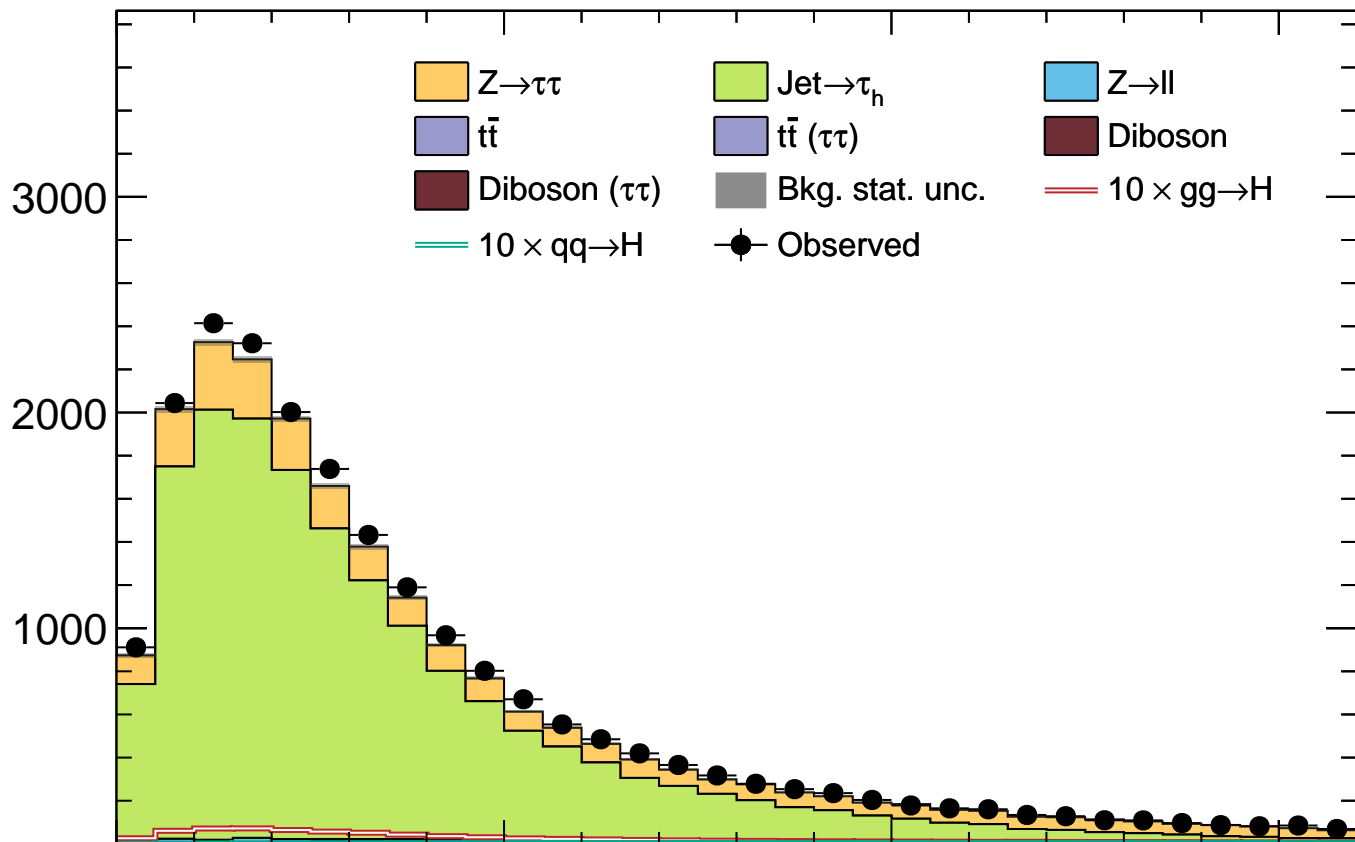 Z→ττ Jet→τh Z→ll
tt̄ tt̄ (ττ) Diboson
Diboson (ττ) Bkg. stat. unc. 10 × gg→H
10 × qq→H Observed
3000
2000
1000